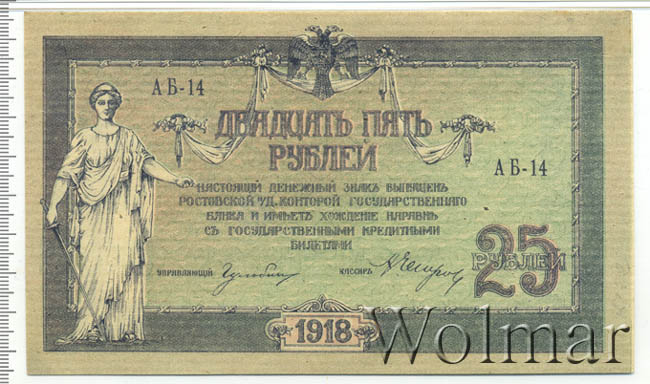 АБ-14
ДВАДЦАТЬ ПЯТЬ
РУБЛЕЙ
АБ-14
НАСТОЯЩІЙ ДЕНЕЖНЫЙ ЗНАКЪ ВЫПУЩЕНЪ
РОСТОВСКОЙ н/Д. КОНТОРОЙ ГОСУДАРСТВЕННАГО
БАНКА И ИМѢЕТЪ ХОЖДЕНІЕ НАРАВНѢ
СЪ ГОСУДАРСТВЕННЫМИ КРЕДИТНЫМИ
БИЛЕТАМИ
УПРАВЛЯЮЩІЙ
КАССИРЪ
25
РУБЛЕЙ
1918
Wolmar